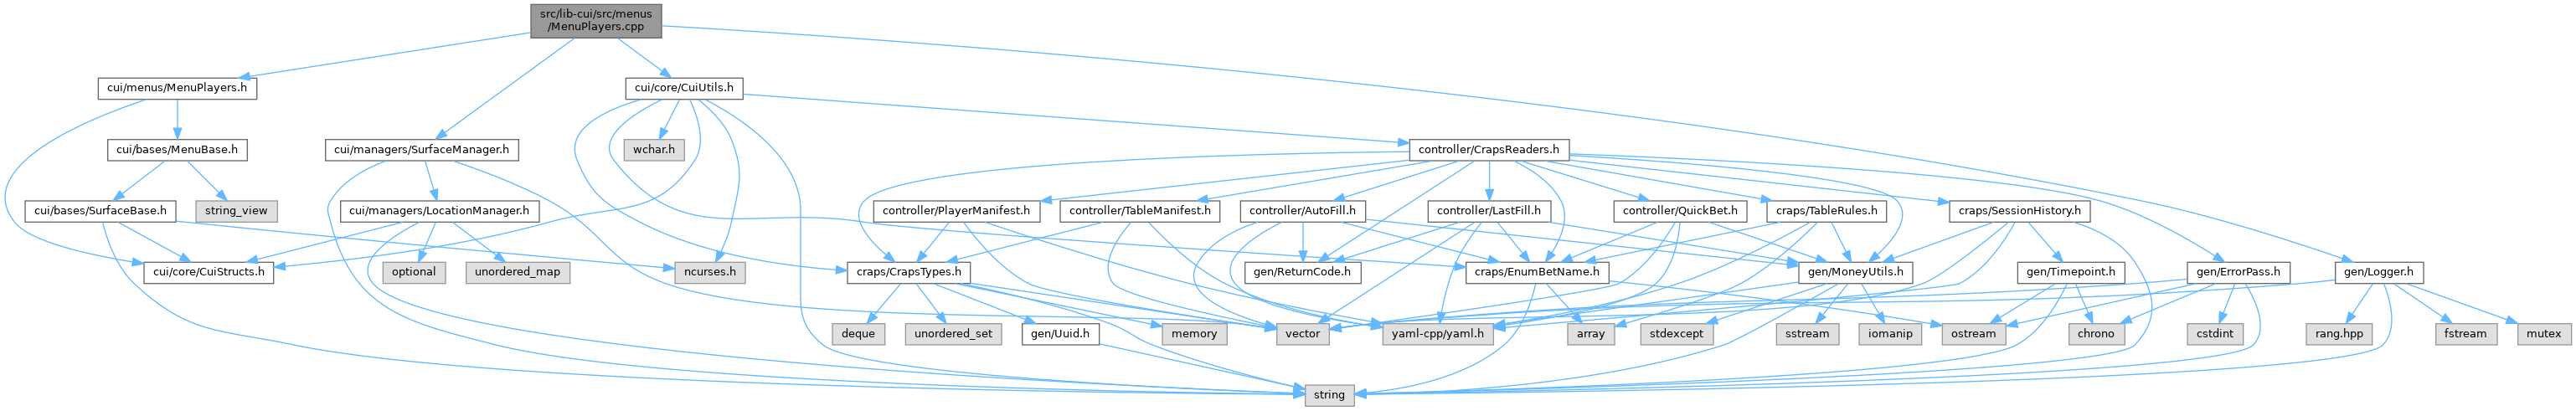 src/lib-cui/src/menus
/MenuPlayers.cpp
cui/menus/MenuPlayers.h
cui/core/CuiUtils.h
cui/bases/MenuBase.h
cui/managers/SurfaceManager.h
wchar.h
controller/CrapsReaders.h
cui/bases/SurfaceBase.h
string_view
cui/managers/LocationManager.h
controller/PlayerManifest.h
controller/TableManifest.h
controller/AutoFill.h
controller/LastFill.h
controller/QuickBet.h
craps/TableRules.h
craps/SessionHistory.h
cui/core/CuiStructs.h
optional
unordered_map
ncurses.h
craps/CrapsTypes.h
gen/ReturnCode.h
craps/EnumBetName.h
gen/MoneyUtils.h
gen/Timepoint.h
gen/ErrorPass.h
gen/Logger.h
deque
unordered_set
gen/Uuid.h
memory
vector
yaml-cpp/yaml.h
array
stdexcept
sstream
iomanip
ostream
chrono
cstdint
rang.hpp
fstream
mutex
string